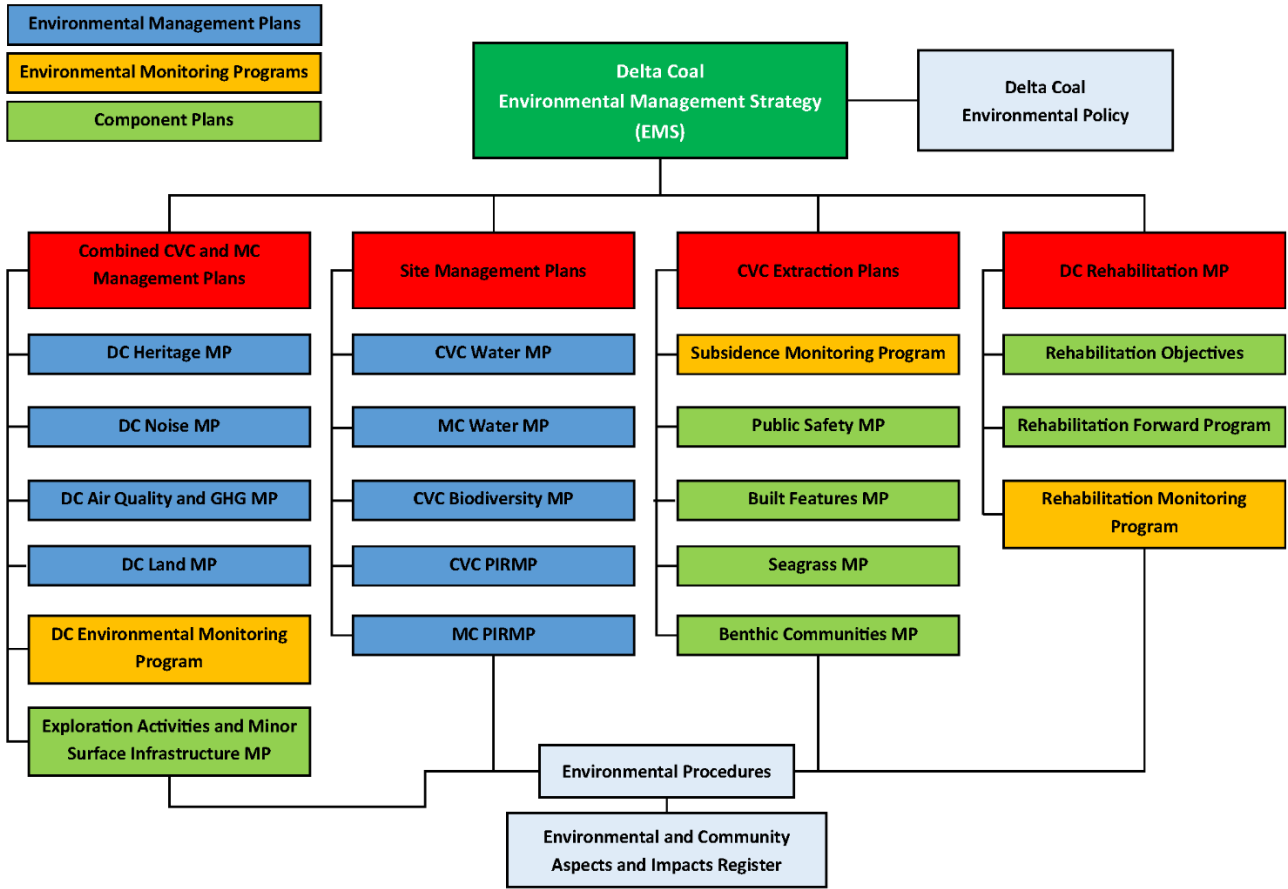 Environmental Management Plans
Environmental Monitoring Programs
Component Plans
Delta Coal
Environmental Management Strategy
(EMS)
Delta Coal
Environmental Policy
Combined CVC and MC
Management Plans
DC Heritage MP
DC Noise MP
DC Air Quality and GHG MP
DC Land MP
DC Environmental Monitoring
Program
Exploration Activities and Minor
Surface Infrastructure MP
Site Management Plans
CVC Water MP
MC Water MP
CVC Biodiversity MP
CVC PIRMP
MC PIRMP
CVC Extraction Plans
Subsidence Monitoring Program
Public Safety MP
Built Features MP
Seagrass MP
Benthic Communities MP
DC Rehabilitation MP
Rehabilitation Objectives
Rehabilitation Forward Program
Rehabilitation Monitoring
Program
Environmental Procedures
Environmental and Community
Aspects and Impacts Register